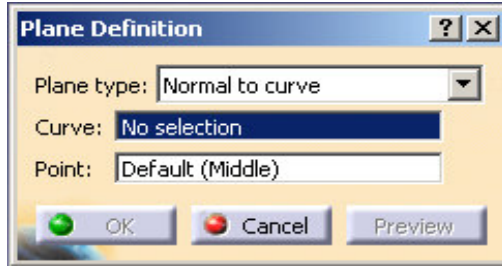 Plane Definition ? X
Plane type: Normal to curve
Curve: No selection
Point: Default (Middle)
OK Cancel Preview